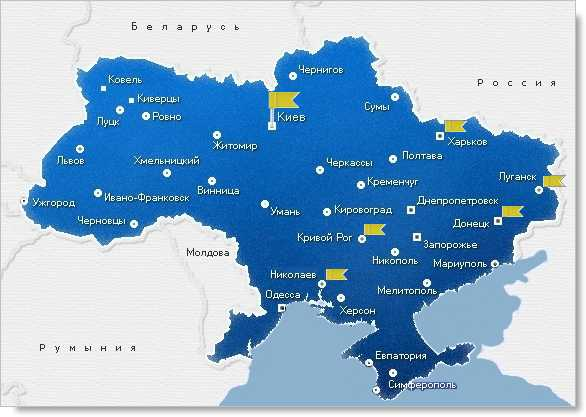 Беларусь
Россия
Чернигов
Ковель
Киверцы
Сумы
Луцк
Ровно
Киев
Харьков
Житомир
Львов
Хмельницкий
Черкассы
Полтава
Луганск
Кременчуг
Винница
Ивано-Франковск
Ужгород
Днепропетровск
Умань
Кировоград
Черновцы
Донецк
Кривой Рог
Запорожье
Молдова
Никополь
Мариуполь
Николаев
Мелитополь
Одесса
Херсон
Румыния
Евпатория
Симферополь